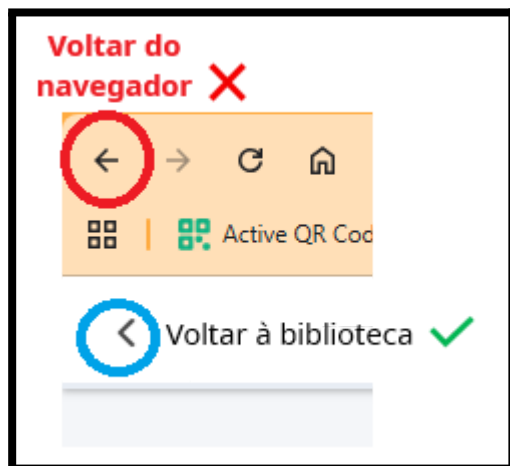 Voltar do
navegador
Active QR Cod
Voltar à biblioteca